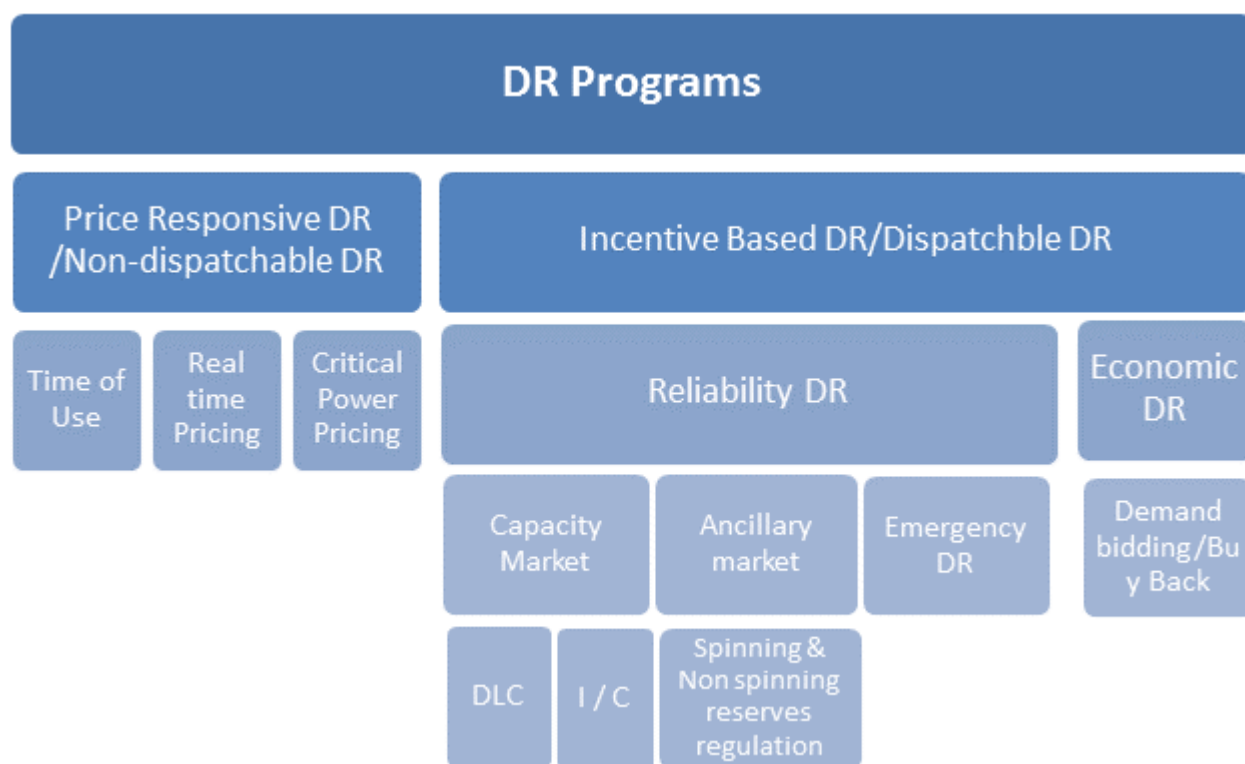 DR Programs
Price Responsive DR
/Non-dispatchable DR
Incentive Based DR/Dispatchble DR
Time of
Use
Real
time
Pricing
Critical
Power
Pricing
Reliability DR
Economic
DR
Capacity
Market
Ancillary
market
Emergency
DR
Demand
bidding/Bu
y Back
DLC
I / C
Spinning &
Non spinning
reserves
regulation